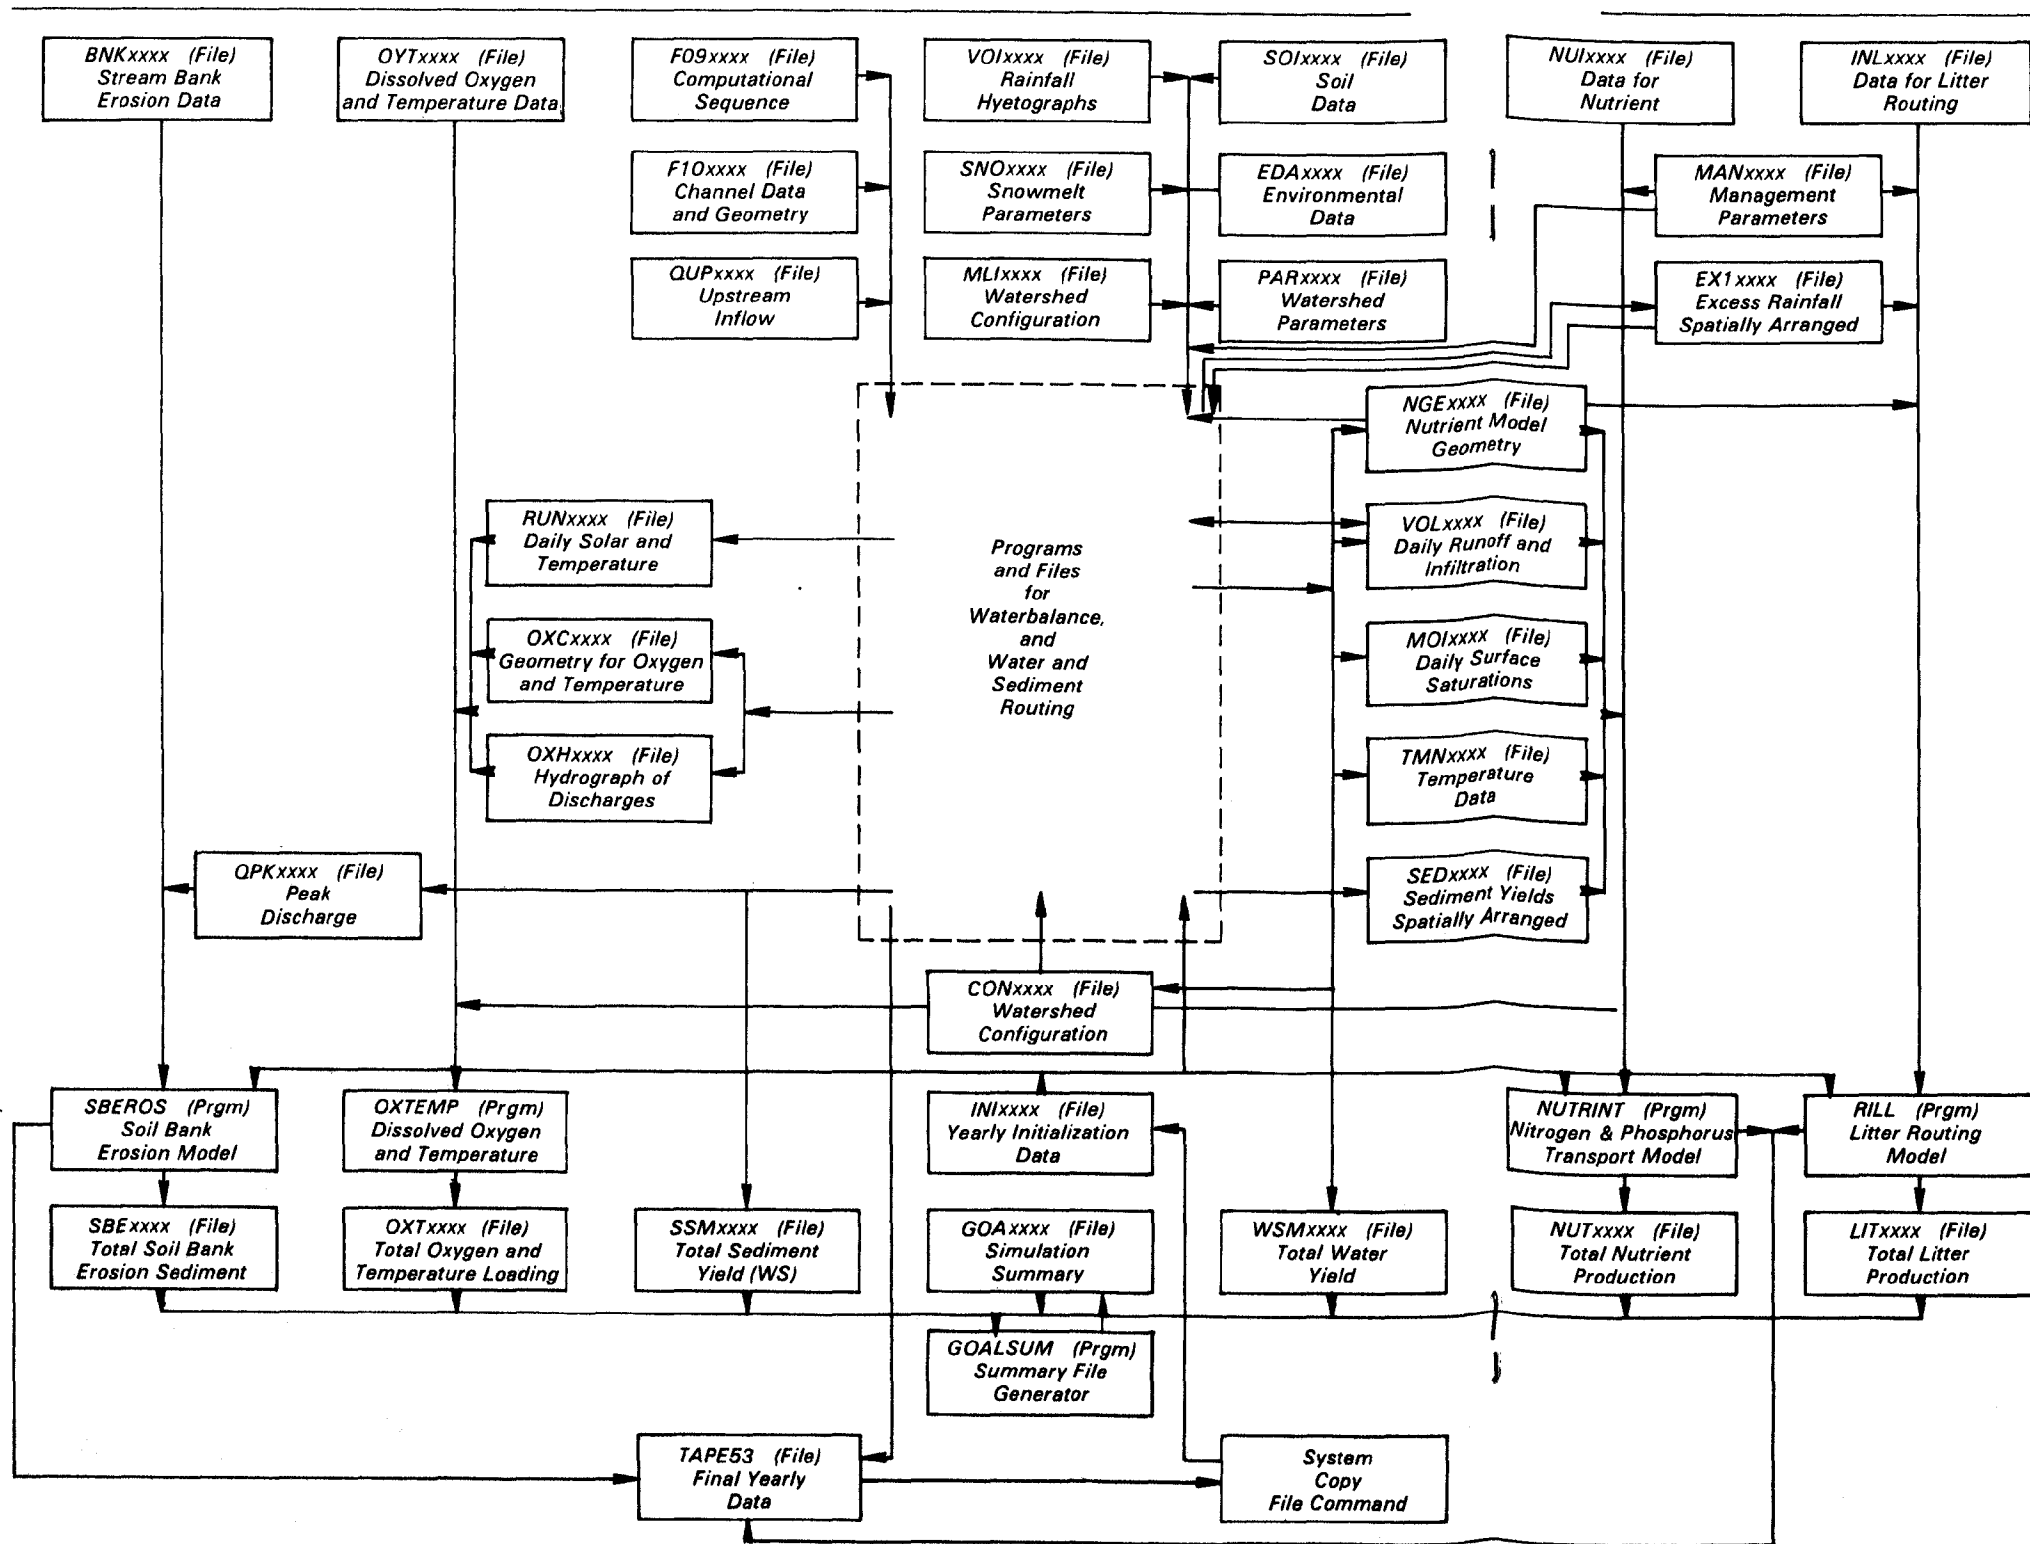 BNKxxxx (File)
Stream Bank
Erosion Data
OYTxxxx (File)
Dissolved Oxygen
and Temperature Data
F09xxxx (File)
Computational
Sequence
VOIxxxx (File)
Rainfall
Hyetographs
SOIxxxx (File)
Soil
Data
NUIxxxx (File)
Data for
Nutrient
INLxxxx (File)
Data for Litter
Routing
F10xxxx (File)
Channel Data
and Geometry
SNOxxxx (File)
Snowmelt
Parameters
EDAxxxx (File)
Environmental
Data
MANxxxx (File)
Management
Parameters
QUPxxxx (File)
Upstream
Inflow
MLIxxxx (File)
Watershed
Configuration
PARxxxx (File)
Watershed
Parameters
EX1xxxx (File)
Excess Rainfall
Spatially Arranged
NGExxxx (File)
Nutrient Model
Geometry
RUNxxxx (File)
Daily Solar and
Temperature
Programs
and Files
for
Waterbalance,
and
Water and
Sediment
Routing
VOLxxxx (File)
Daily Runoff and
Infiltration
OXCxxxx (File)
Geometry for Oxygen
and Temperature
MOIxxxx (File)
Daily Surface
Saturations
OXHxxxx (File)
Hydrograph of
Discharges
TMNxxxx (File)
Temperature
Data
QPKxxxx (File)
Peak
Discharge
SEDxxxx (File)
Sediment Yields
Spatially Arranged
CONxxxx (File)
Watershed
Configuration
SBEROS (Prgm)
Soil Bank
Erosion Model
OXTEMP (Prgm)
Dissolved Oxygen
and Temperature
INIxxxx (File)
Yearly Initialization
Data
NUTRINT (Prgm)
Nitrogen & Phosphorus
Transport Model
RILL (Prgm)
Litter Routing
Model
SBExxxx (File)
Total Soil Bank
Erosion Sediment
OXTxxxx (File)
Total Oxygen and
Temperature Loading
SSMxxxx (File)
Total Sediment
Yield (WS)
GOAxxxx (File)
Simulation
Summary
WSMxxxx (File)
Total Water
Yield
NUTxxxx (File)
Total Nutrient
Production
LITxxxx (File)
Total Litter
Production
GOALSUM (Prgm)
Summary File
Generator
TAPE53 (File)
Final Yearly
Data
System
Copy
File Command